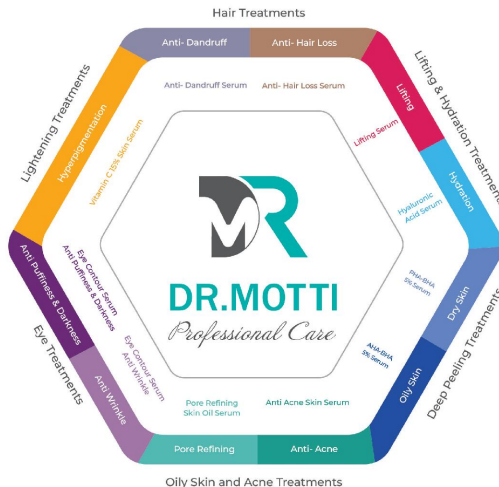 Hair Treatments
Anti- Dandruff
Anti- Hair Loss
Anti- Dandruff Serum
Anti- Hair Loss Serum
Lifting & Hydration Treatments
Lifting
Lifting Serum
Hydration
Hyaluronic
Acid Serum
Deep Peeling Treatments
Dry Skin
PHA-BHA
5% Serum
Oily Skin
AHA-BHA
5% Serum
Oily Skin and Acne Treatments
Anti- Acne
Anti Acne Skin Serum
Pore Refining
Pore Refining
Skin Oil Serum
Eye Treatments
Anti Wrinkle
Eye Contour Serum
Anti Wrinkle
Anti Puffiness & Darkness
Eye Contour Serum
Anti Puffiness & Darkness
Lightening Treatments
Hyperpigmentation
Vitamin C 15% Skin Serum
DMR
DR.MOTTI
Professional Care